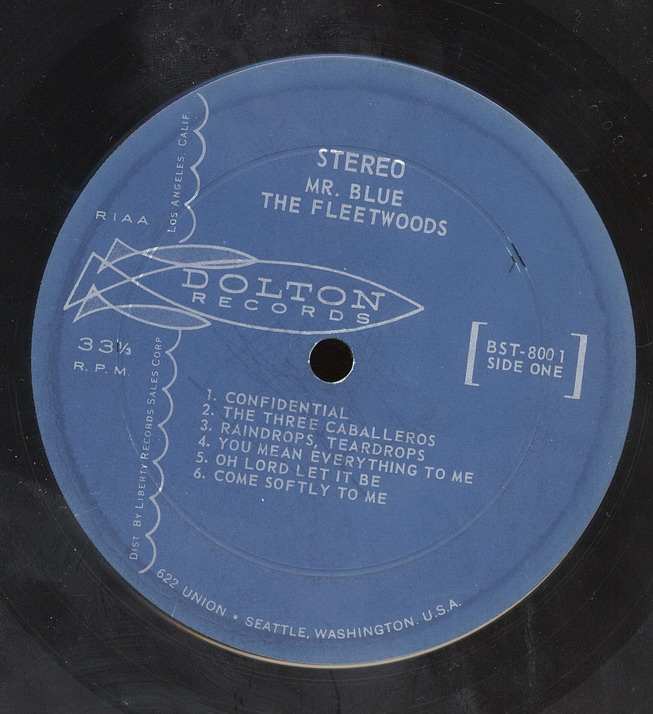 STEREO
MR. BLUE
THE FLEETWOODS
LOS ANGELES, CALIF
RIAA
DOLTON
RECORDS
33⅓
R. P. M.
BST-8001
SIDE ONE
1. CONFIDENTIAL
2. THE THREE CABALLEROS
3. RAINDROPS, TEARDROPS
4. YOU MEAN EVERYTHING TO ME
5. OH LORD LET IT BE
6. COME SOFTLY TO ME
DIST BY LIBERTY RECORDS SALES CORP
622 UNION • SEATTLE, WASHINGTON, U.S.A.